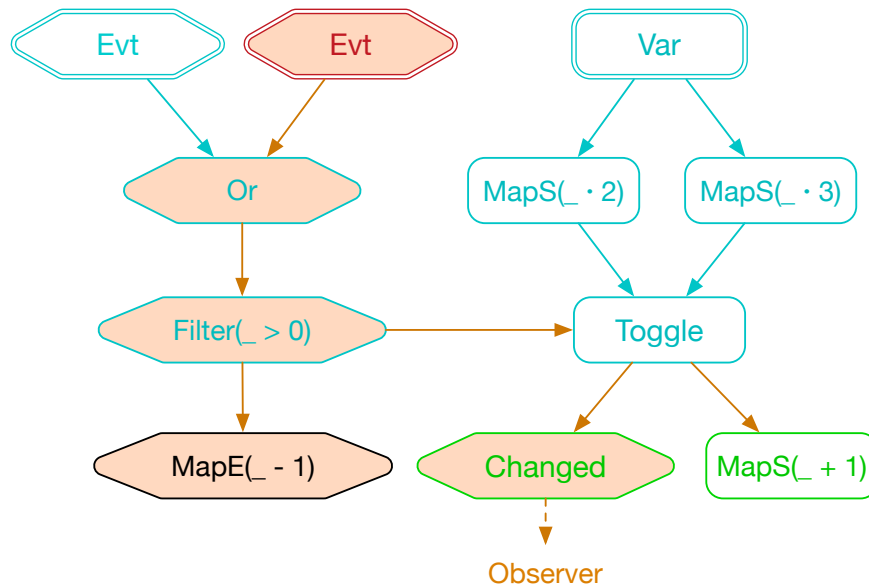 Evt
Evt
Var
Or
MapS(_ · 2)
MapS(_ · 3)
Filter(_ > 0)
Toggle
MapE(_ - 1)
Changed
MapS(_ + 1)
Observer